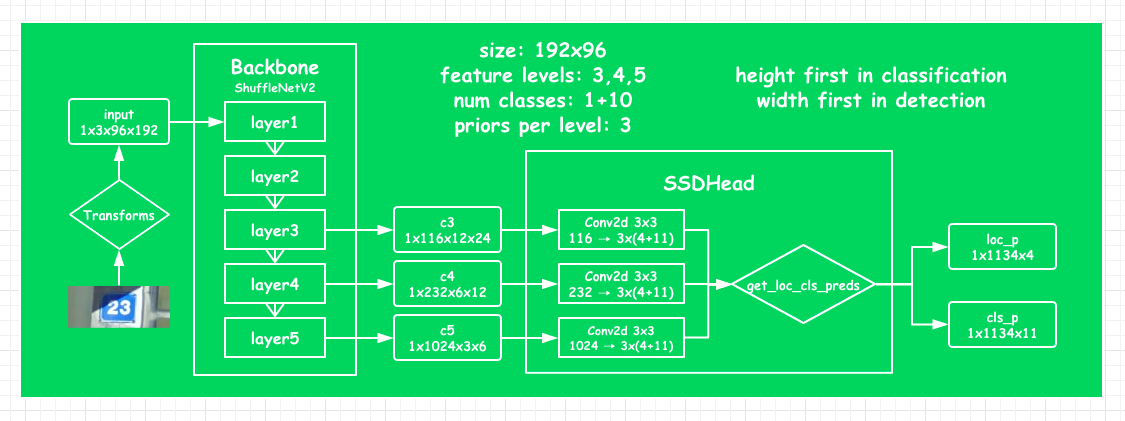 size: 192x96
feature levels: 3,4,5
num classes: 1+10
priors per level: 3
height first in classification
width first in detection
Backbone
ShuffleNetV2
input
1x3x96x192
layer1
layer2
layer3
layer4
layer5
Transforms
23
c3
1x116x12x24
c4
1x232x6x12
c5
1x1024x3x6
SSDHead
Conv2d 3x3
116 → 3x(4+11)
Conv2d 3x3
232 → 3x(4+11)
Conv2d 3x3
1024 → 3x(4+11)
get_loc_cls_preds
loc_p
1x1134x4
cls_p
1x1134x11